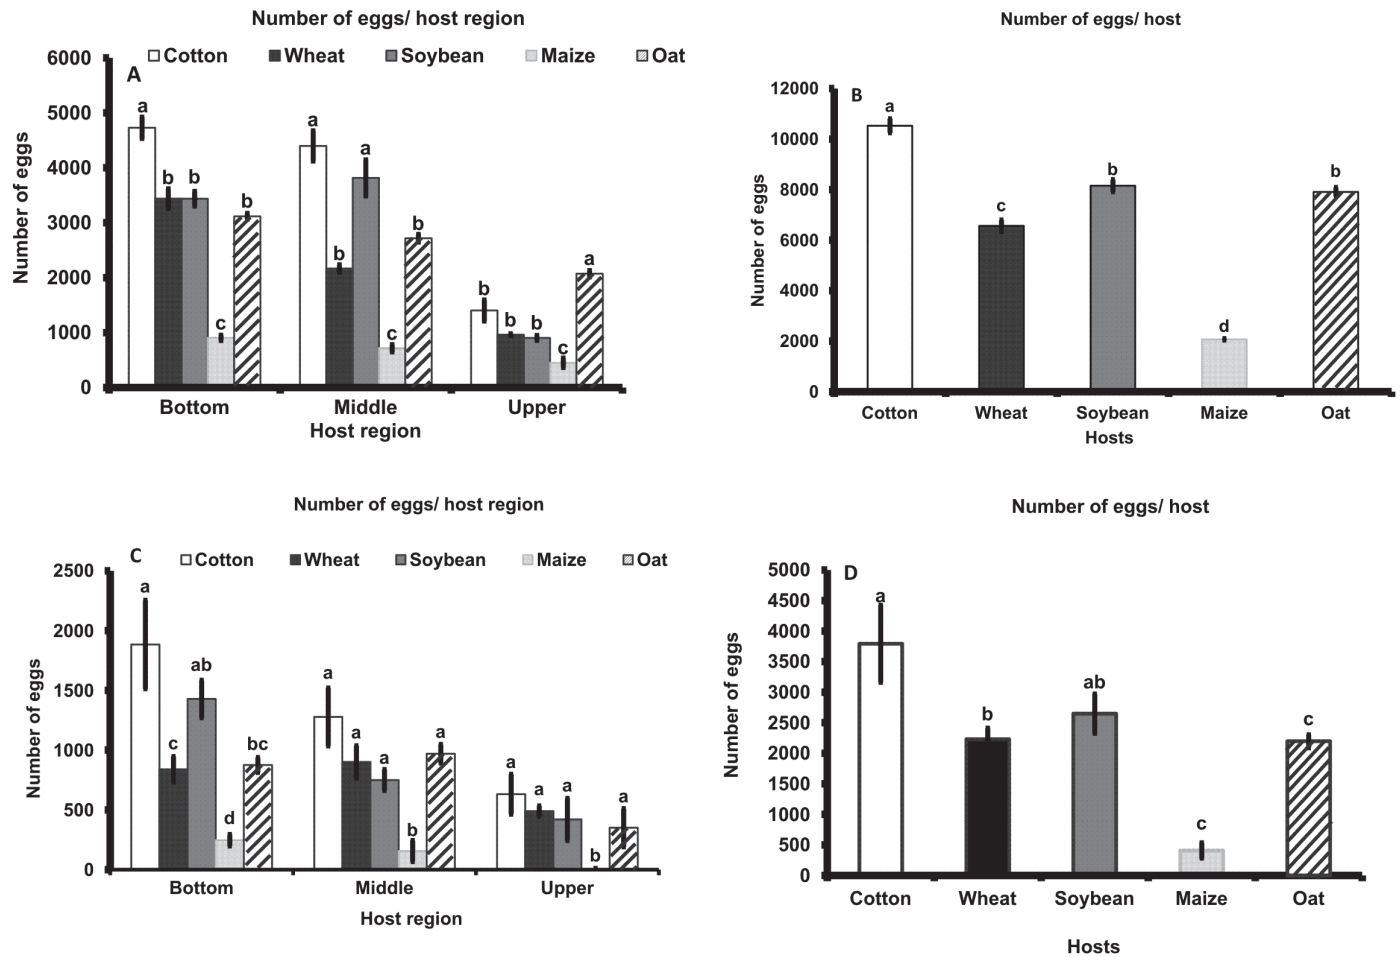 Number of eggs/ host region
Cotton Wheat Soybean Maize Oat
A
Number of eggs
6000
5000
4000
3000
2000
1000
0
a b b c b
a b a c b
b b b c a
Bottom Middle Upper
Host region
Number of eggs/ host
B
Number of eggs
12000
10000
8000
6000
4000
2000
0
a c b d b
Cotton Wheat Soybean Maize Oat
Hosts
Number of eggs/ host region
C
Cotton Wheat Soybean Maize Oat
Number of eggs
2500
2000
1500
1000
500
0
a c ab d bc
a a a b a
a a a b a
Bottom Middle Upper
Host region
Number of eggs/ host
D
Number of eggs
5000
4500
4000
3500
3000
2500
2000
1500
1000
500
0
a b ab c c
Cotton Wheat Soybean Maize Oat
Hosts